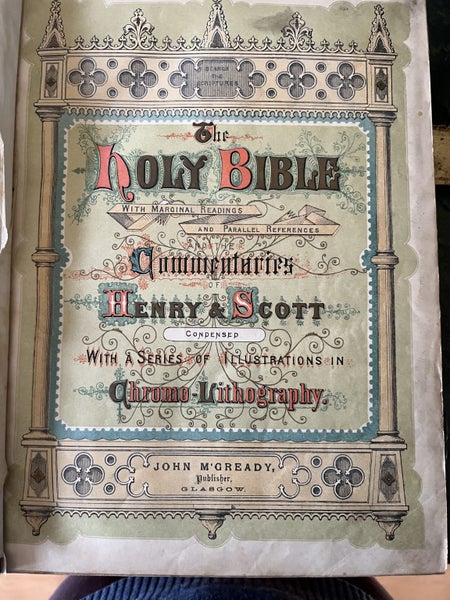 SEARCH
THE
SCRIPTURES
The
HOLY BIBLE
WITH MARGINAL READINGS
AND PARALLEL REFERENCES
AND THE
Commentaries
OF
HENRY & SCOTT
CONDENSED
WITH A SERIES OF ILLUSTRATIONS IN
Chromo-Lithography.
JOHN M'GREADY,
Publisher,
GLASGOW.